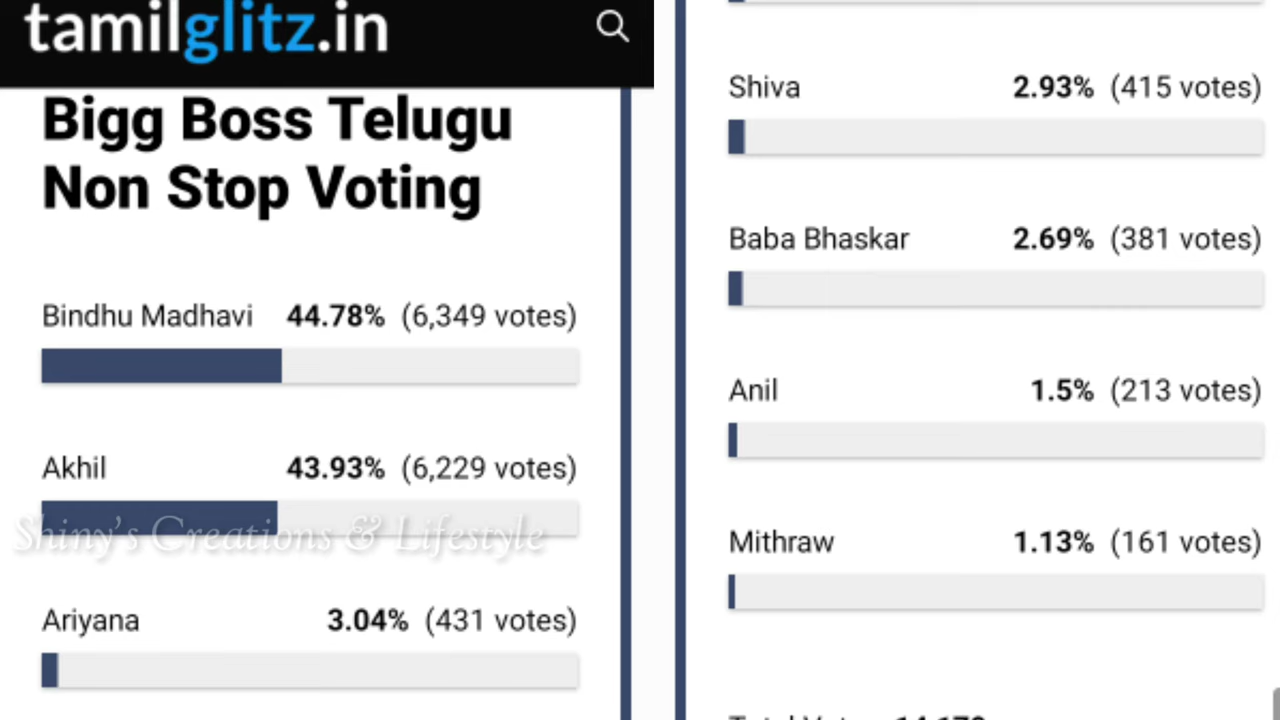 tamilglitz.in
Bigg Boss Telugu
Non Stop Voting
Bindhu Madhavi 44.78% (6,349 votes)
Akhil 43.93% (6,229 votes)
Shiny's Creations & Lifestyle
Ariyana 3.04% (431 votes)
Shiva 2.93% (415 votes)
Baba Bhaskar 2.69% (381 votes)
Anil 1.5% (213 votes)
Mithraw 1.13% (161 votes)